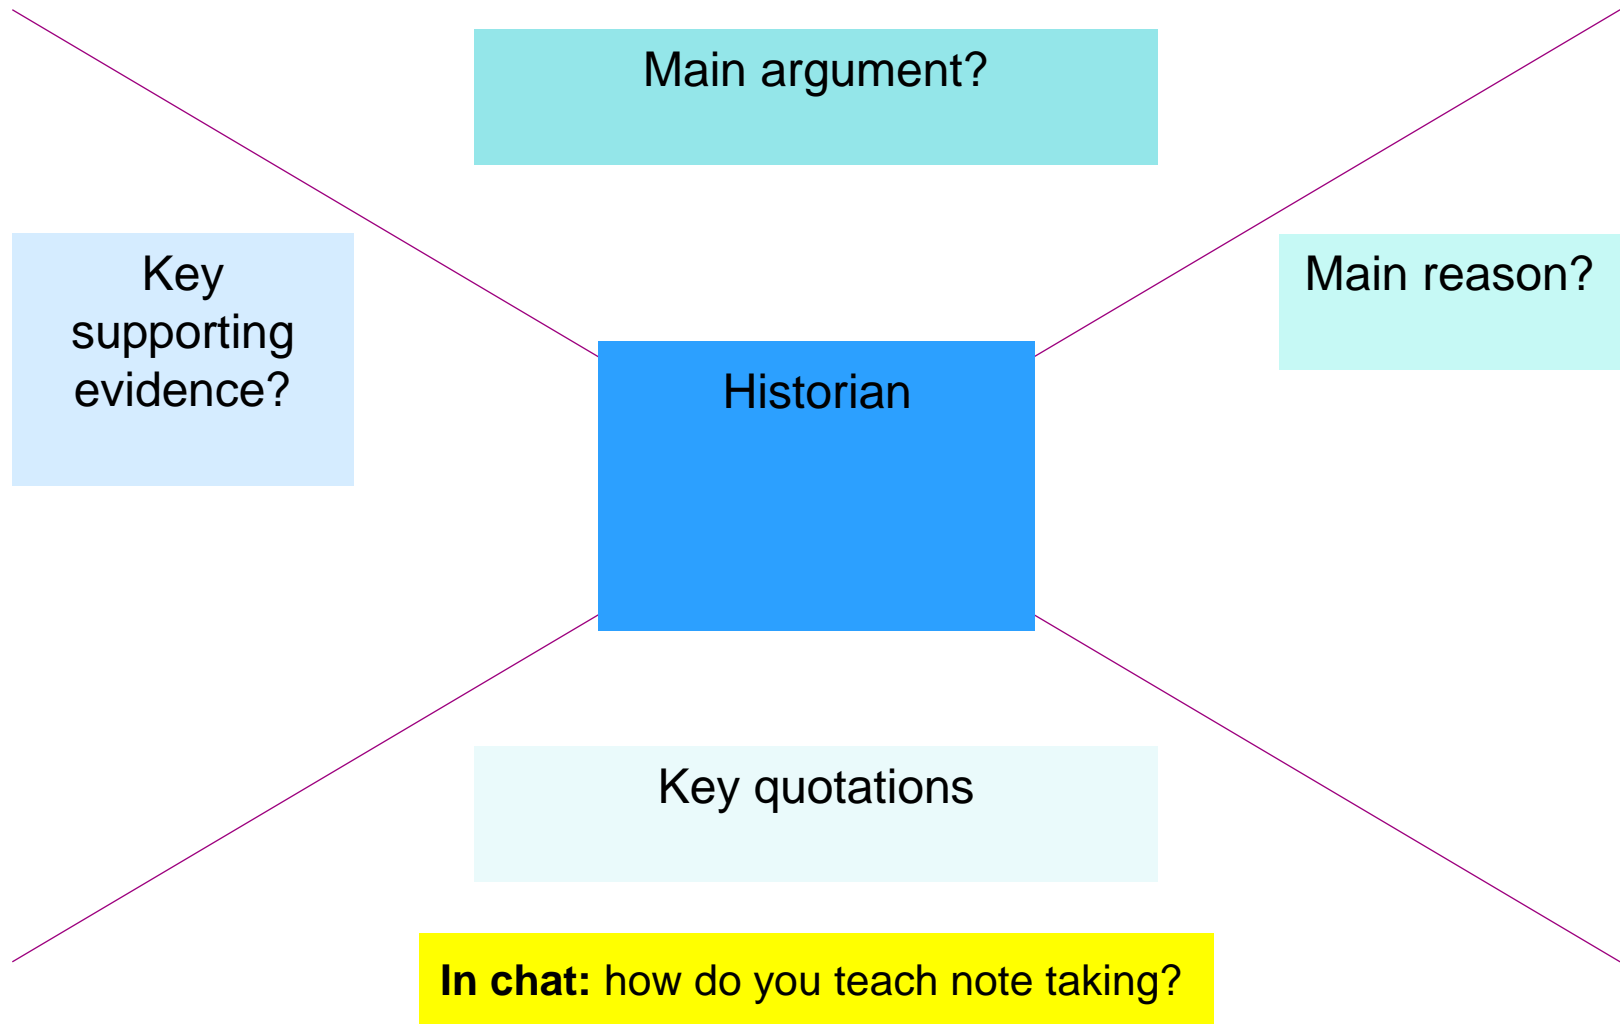 Main argument?
Key
supporting
evidence?
Main reason?
Historian
Key quotations
In chat: how do you teach note taking?